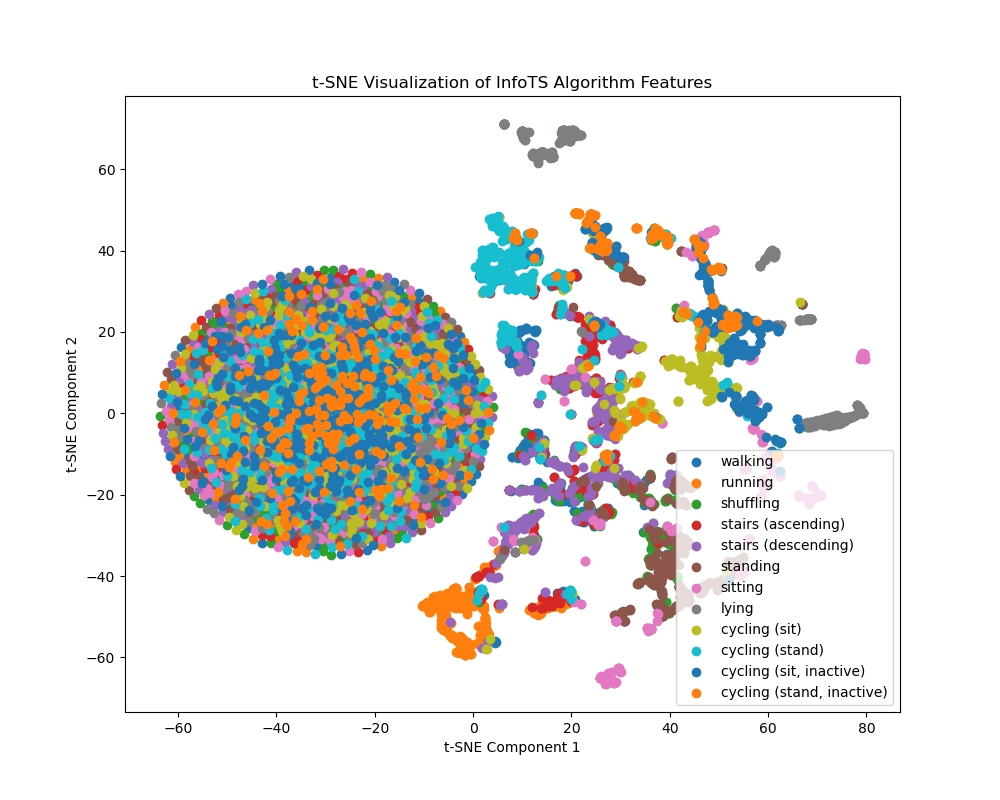 t-SNE Visualization of InfoTS Algorithm Features
t-SNE Component 2
60
40
20
0
−20
−40
−60
walking
running
shuffling
stairs (ascending)
stairs (descending)
standing
sitting
lying
cycling (sit)
cycling (stand)
cycling (sit, inactive)
cycling (stand, inactive)
−60
−40
−20
0
20
40
60
80
t-SNE Component 1